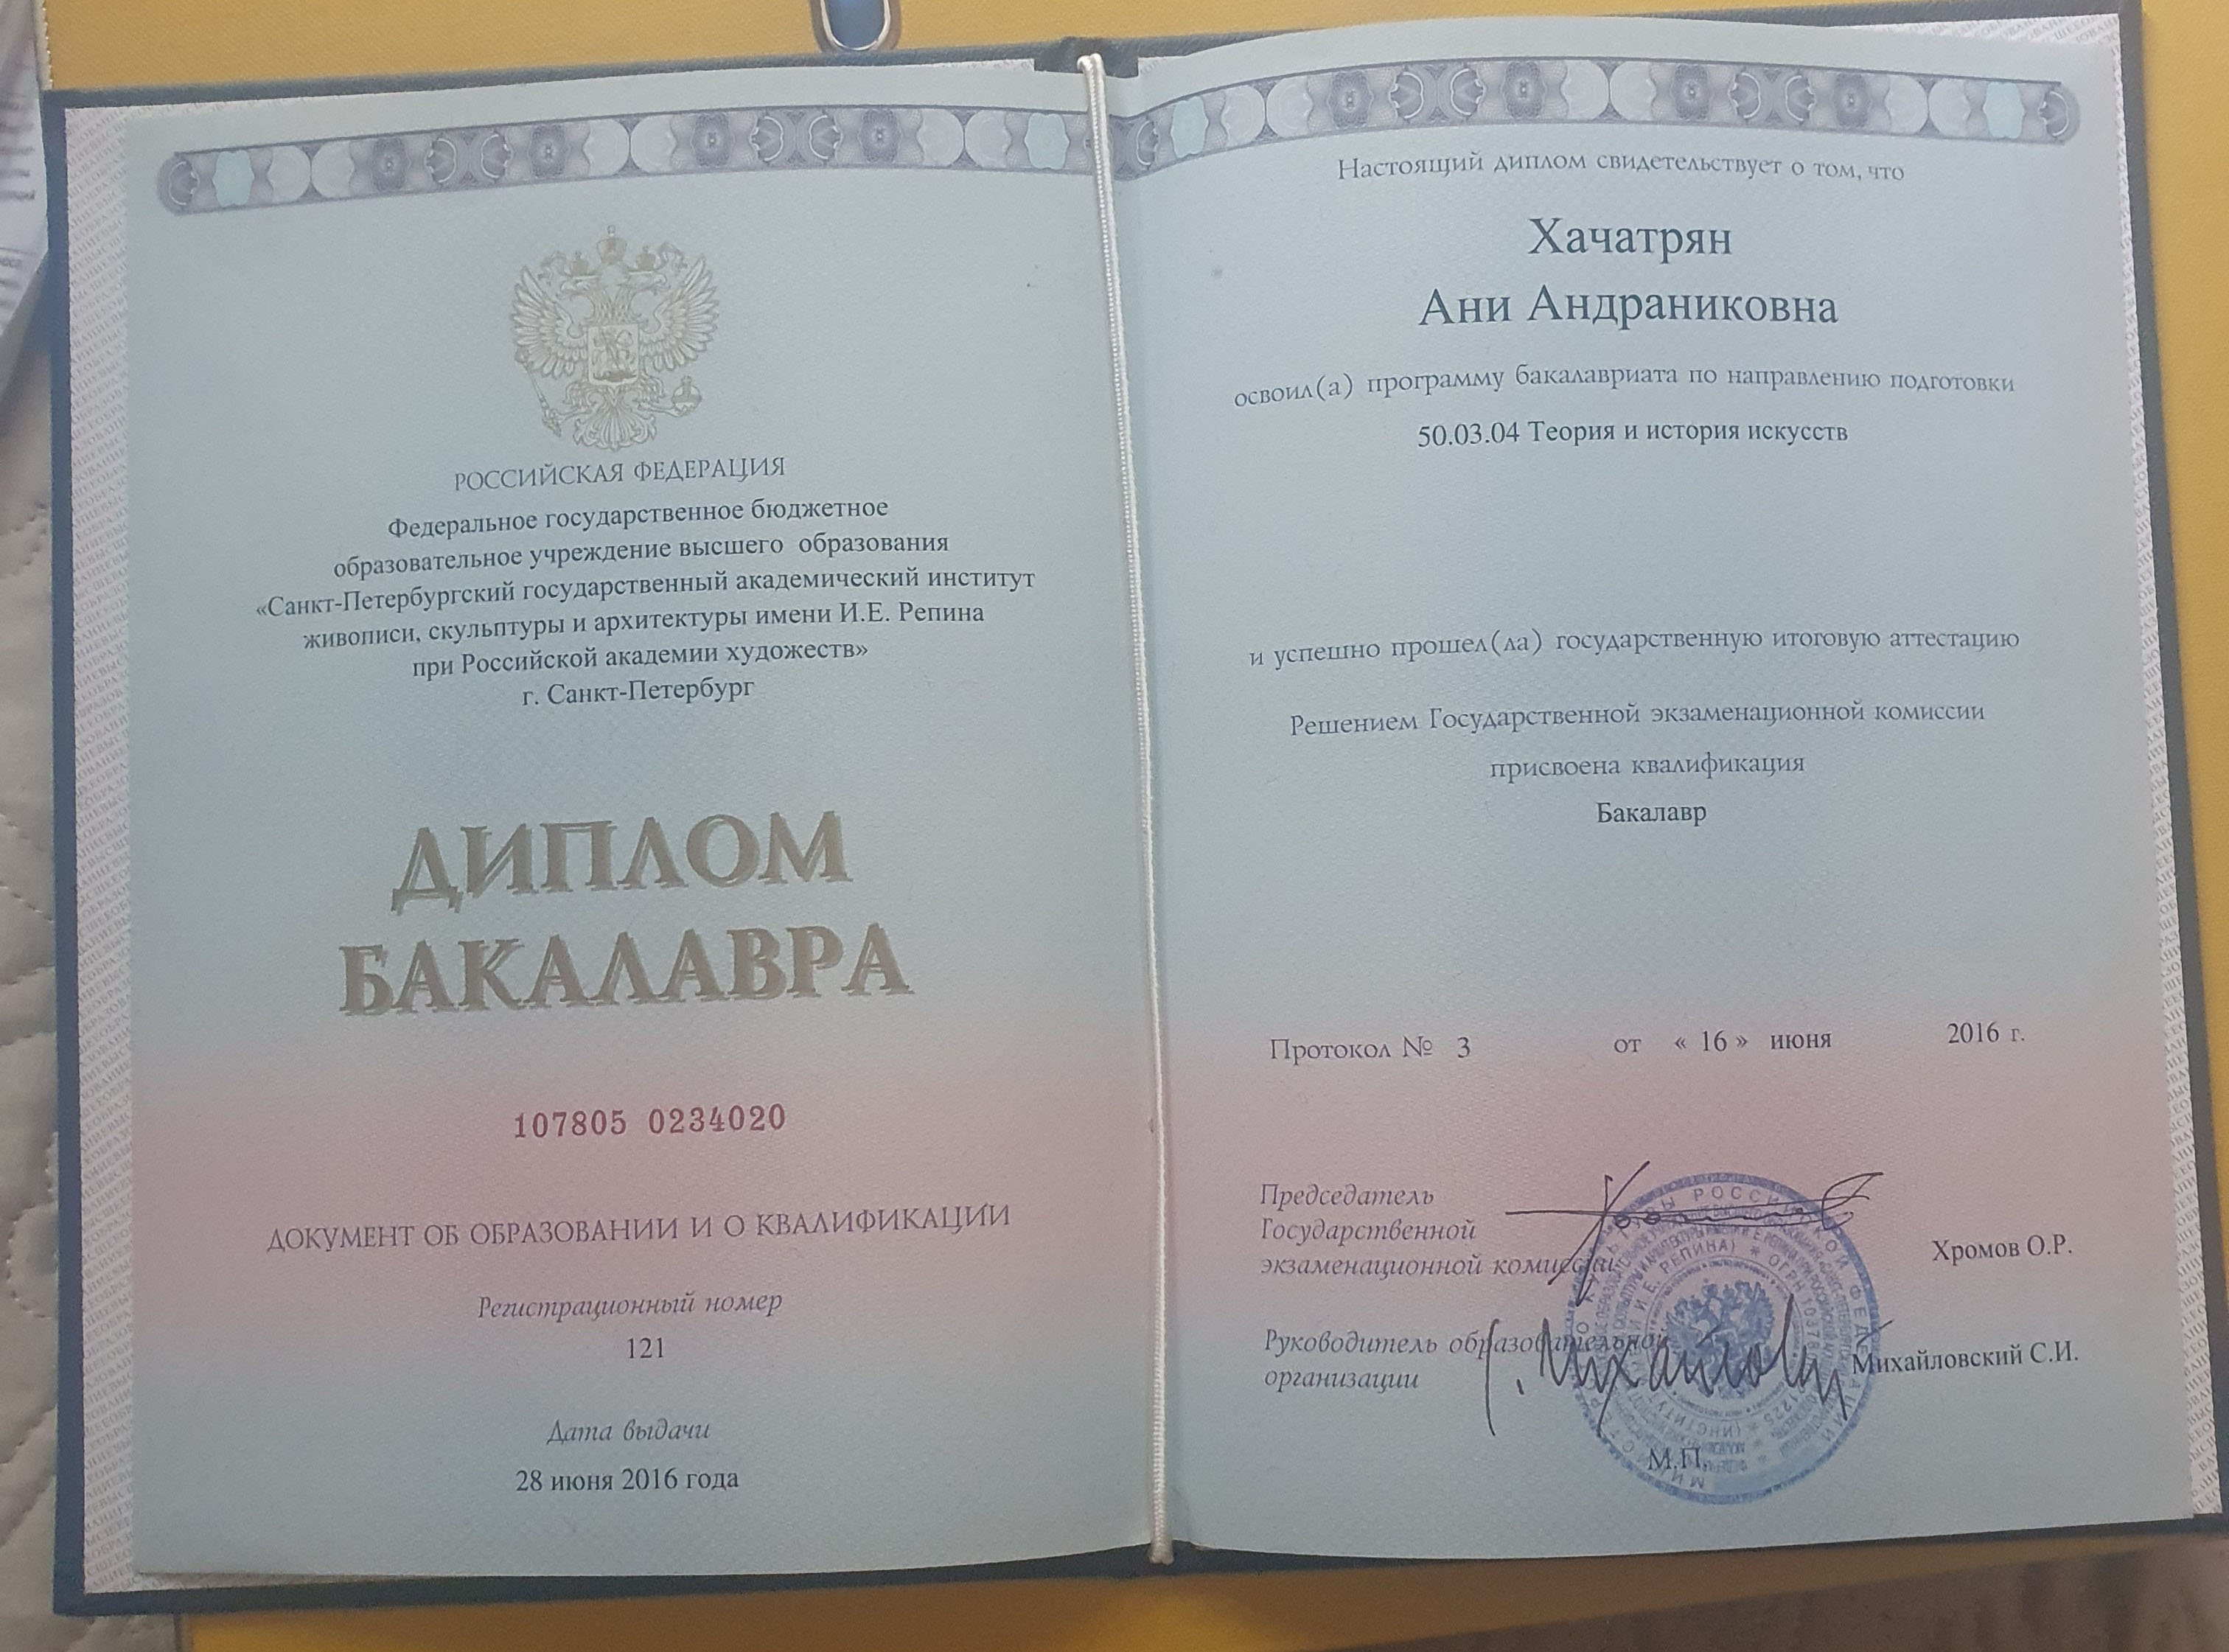 РОССИЙСКАЯ ФЕДЕРАЦИЯ
Федеральное государственное бюджетное
образовательное учреждение высшего образования
«Санкт-Петербургский государственный академический институт
живописи, скульптуры и архитектуры имени И.Е. Репина
при Российской академии художеств»
г. Санкт-Петербург
ДИПЛОМ
БАКАЛАВРА
107805 0234020
ДОКУМЕНТ ОБ ОБРАЗОВАНИИ И О КВАЛИФИКАЦИИ
Регистрационный номер
121
Дата выдачи
28 июня 2016 года
Настоящий диплом свидетельствует о том, что
Хачатрян
Ани Андраниковна
освоил(а) программу бакалавриата по направлению подготовки
50.03.04 Теория и история искусств
и успешно прошел(ла) государственную итоговую аттестацию
Решением Государственной экзаменационной комиссии
присвоена квалификация
Бакалавр
Протокол № 3 от « 16 » июня 2016 г.
Председатель
Государственной
экзаменационной комиссии
Хромов О.Р.
Руководитель образовательной
организации
Михайловский С.И.
М.П.